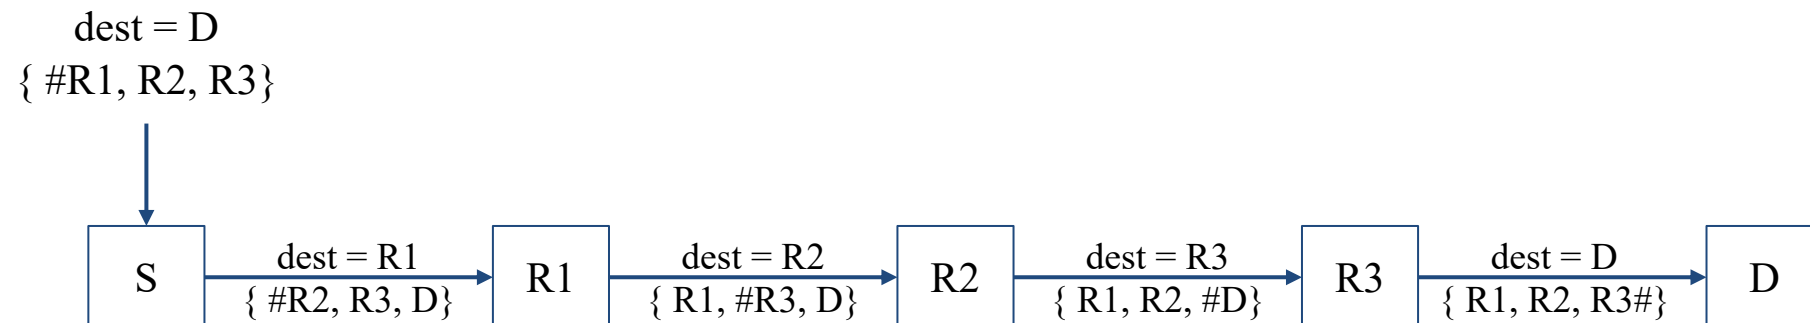 dest = D
{ #R1, R2, R3}
S
dest = R1
{ #R2, R3, D}
R1
dest = R2
{ R1, #R3, D}
R2
dest = R3
{ R1, R2, #D}
R3
dest = D
{ R1, R2, R3#}
D